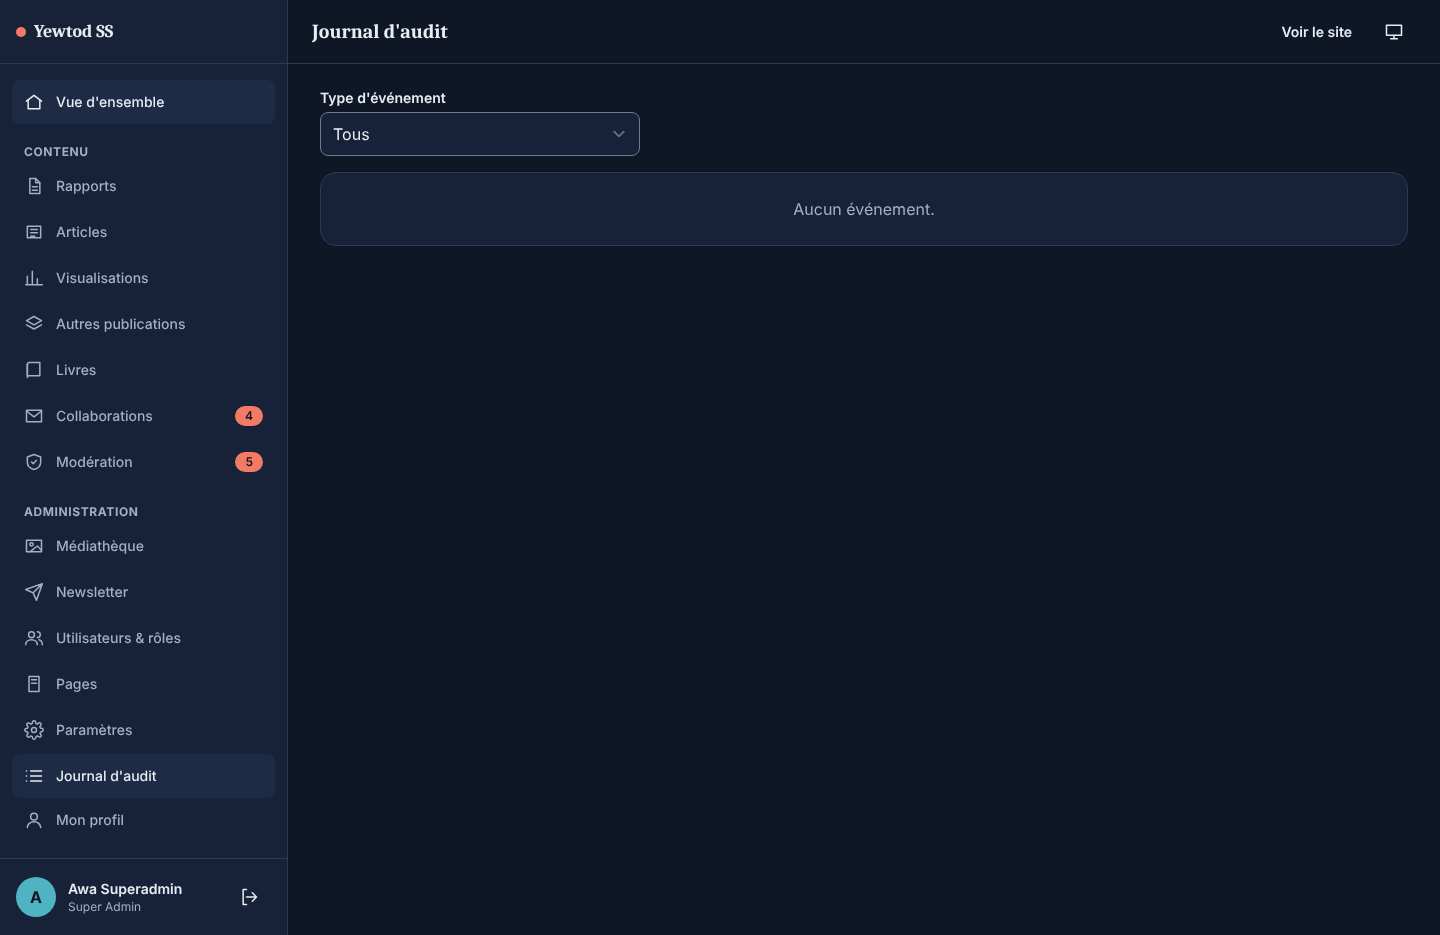 Yewtod SS
Journal d'audit
Voir le site
Vue d'ensemble
CONTENU
Rapports
Articles
Visualisations
Autres publications
Livres
Collaborations 4
Modération 5
ADMINISTRATION
Médiathèque
Newsletter
Utilisateurs & rôles
Pages
Paramètres
Journal d'audit
Mon profil
A
Awa Superadmin
Super Admin
Type d'événement
Tous
Aucun événement.